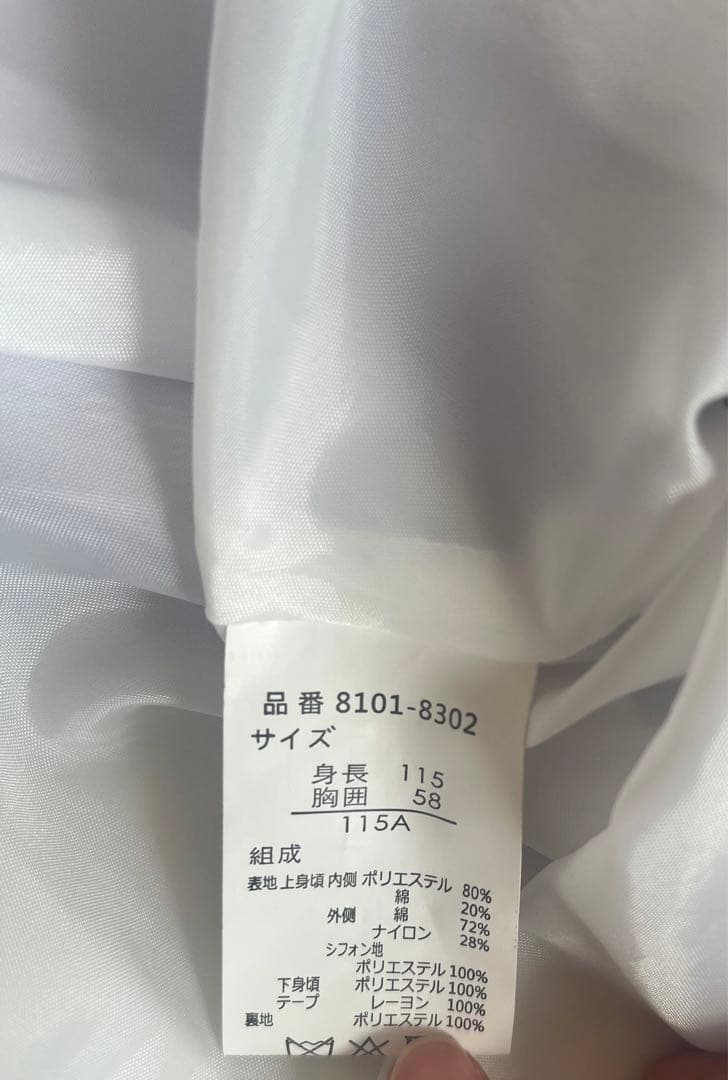 品番 8101-8302
サイズ
身長 115
胸囲 58
115A
組成
表地 上身頃 内側 ポリエステル 80%
綿 20%
外側 綿 72%
ナイロン 28%
シフォン地
ポリエステル 100%
下身頃 ポリエステル 100%
テープ レーヨン 100%
裏地 ポリエステル 100%